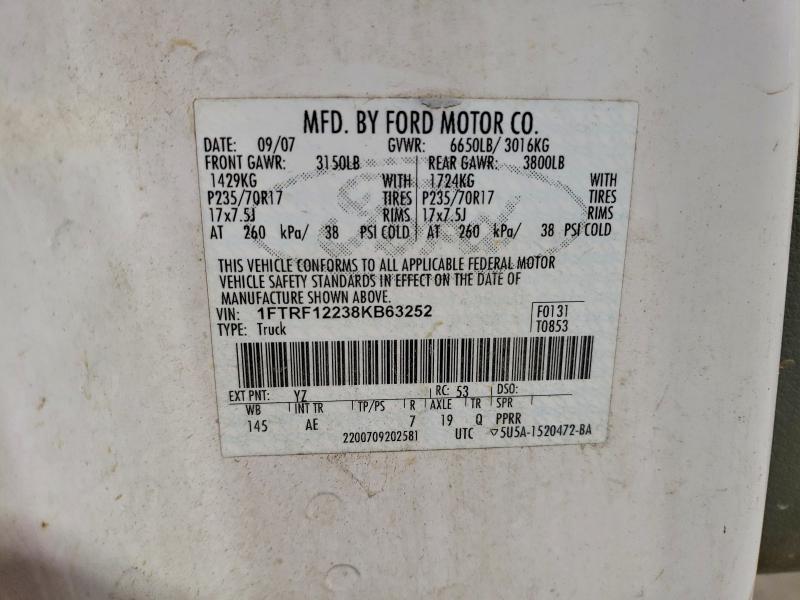 MFD. BY FORD MOTOR CO.
DATE: 09/07 GVWR: 6650LB/ 3016KG
FRONT GAWR: 3150LB REAR GAWR: 3800LB
1429KG WITH 1724KG WITH
P235/70R17 TIRES P235/70R17 TIRES
17x7.5J RIMS 17x7.5J RIMS
AT 260 kPa/ 38 PSI COLD AT 260 kPa/ 38 PSI COLD
THIS VEHICLE CONFORMS TO ALL APPLICABLE FEDERAL MOTOR
VEHICLE SAFETY STANDARDS IN EFFECT ON THE DATE OF
MANUFACTURE SHOWN ABOVE.
VIN: 1FTRF12238KB63252 F0131
TYPE: Truck T0853
EXT PNT: YZ RC: 53 DSO:
WB INT TR TP/PS R AXLE TR SPR
145 AE 7 19 Q PPRR
2200709202581 UTC ▽5U5A-1520472-BA